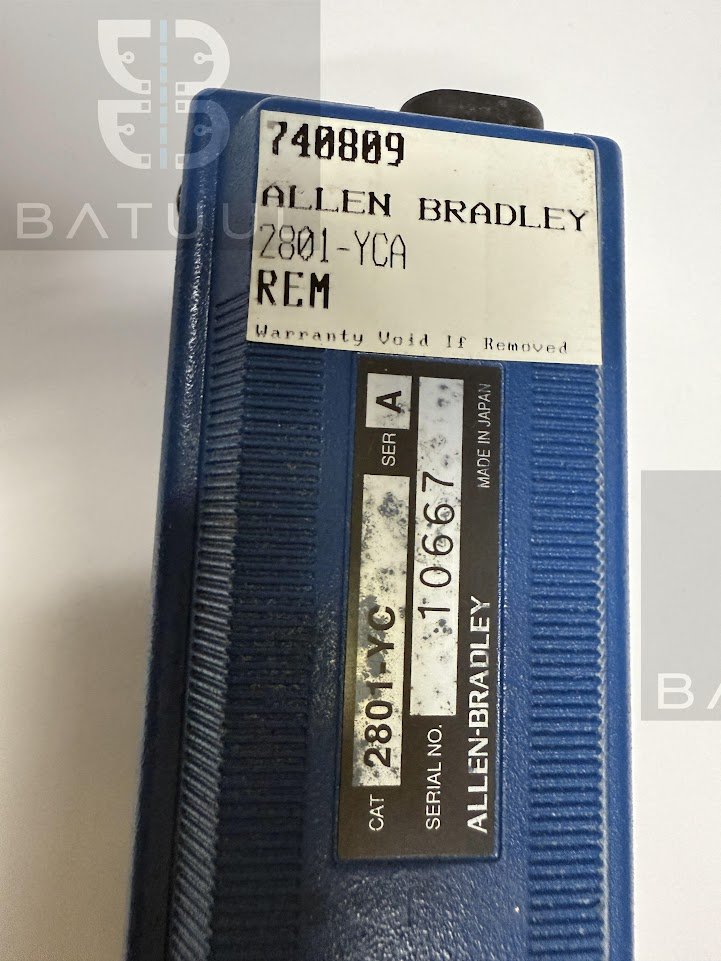 BATUU
740809
ALLEN BRADLEY
2801-YCA
REM
Warranty Void If Removed
CAT 2801-YC SER A
SERIAL NO. 10667
ALLEN-BRADLEY MADE IN JAPAN
BA